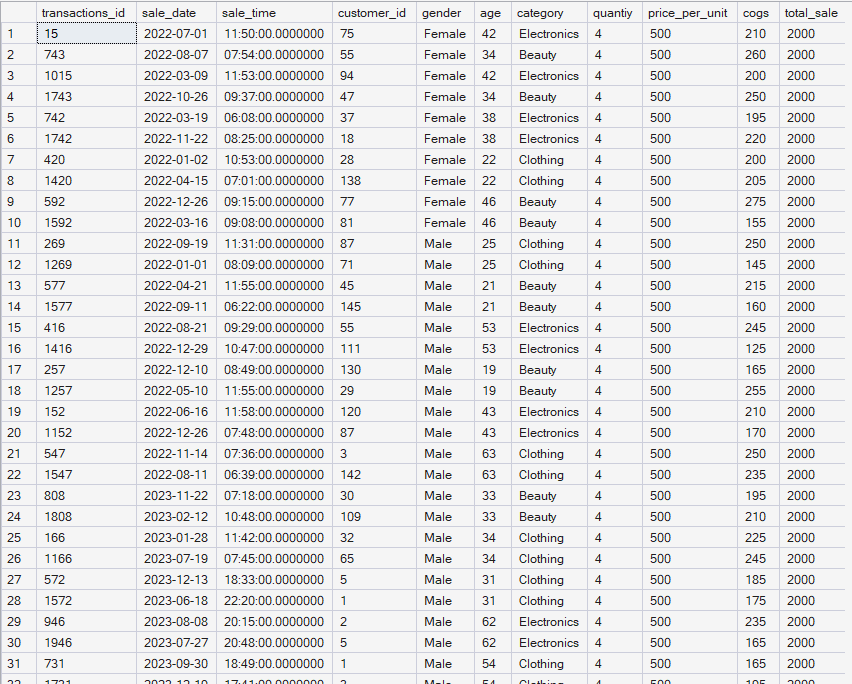 transactions_id sale_date sale_time customer_id gender age category quantiy price_per_unit cogs total_sale
1 15 2022-07-01 11:50:00.0000000 75 Female 42 Electronics 4 500 210 2000
2 743 2022-08-07 07:54:00.0000000 55 Female 34 Beauty 4 500 260 2000
3 1015 2022-03-09 11:53:00.0000000 94 Female 42 Electronics 4 500 200 2000
4 1743 2022-10-26 09:37:00.0000000 47 Female 34 Beauty 4 500 250 2000
5 742 2022-03-19 06:08:00.0000000 37 Female 38 Electronics 4 500 195 2000
6 1742 2022-11-22 08:25:00.0000000 18 Female 38 Electronics 4 500 220 2000
7 420 2022-01-02 10:53:00.0000000 28 Female 22 Clothing 4 500 200 2000
8 1420 2022-04-15 07:01:00.0000000 138 Female 22 Clothing 4 500 205 2000
9 592 2022-12-26 09:15:00.0000000 77 Female 46 Beauty 4 500 275 2000
10 1592 2022-03-16 09:08:00.0000000 81 Female 46 Beauty 4 500 155 2000
11 269 2022-09-19 11:31:00.0000000 87 Male 25 Clothing 4 500 250 2000
12 1269 2022-01-01 08:09:00.0000000 71 Male 25 Clothing 4 500 145 2000
13 577 2022-04-21 11:55:00.0000000 45 Male 21 Beauty 4 500 215 2000
14 1577 2022-09-11 06:22:00.0000000 145 Male 21 Beauty 4 500 160 2000
15 416 2022-08-21 09:29:00.0000000 55 Male 53 Electronics 4 500 245 2000
16 1416 2022-12-29 10:47:00.0000000 111 Male 53 Electronics 4 500 125 2000
17 257 2022-12-10 08:49:00.0000000 130 Male 19 Beauty 4 500 165 2000
18 1257 2022-05-10 11:55:00.0000000 29 Male 19 Beauty 4 500 255 2000
19 152 2022-06-16 11:58:00.0000000 120 Male 43 Electronics 4 500 210 2000
20 1152 2022-12-26 07:48:00.0000000 87 Male 43 Electronics 4 500 170 2000
21 547 2022-11-14 07:36:00.0000000 3 Male 63 Clothing 4 500 250 2000
22 1547 2022-08-11 06:39:00.0000000 142 Male 63 Clothing 4 500 235 2000
23 808 2023-11-22 07:18:00.0000000 30 Male 33 Beauty 4 500 195 2000
24 1808 2023-02-12 10:48:00.0000000 109 Male 33 Beauty 4 500 210 2000
25 166 2023-01-28 11:42:00.0000000 32 Male 34 Clothing 4 500 225 2000
26 1166 2023-07-19 07:45:00.0000000 65 Male 34 Clothing 4 500 245 2000
27 572 2023-12-13 18:33:00.0000000 5 Male 31 Clothing 4 500 185 2000
28 1572 2023-06-18 22:20:00.0000000 1 Male 31 Clothing 4 500 175 2000
29 946 2023-08-08 20:15:00.0000000 2 Male 62 Electronics 4 500 235 2000
30 1946 2023-07-27 20:48:00.0000000 5 Male 62 Electronics 4 500 165 2000
31 731 2023-09-30 18:49:00.0000000 1 Male 54 Clothing 4 500 165 2000